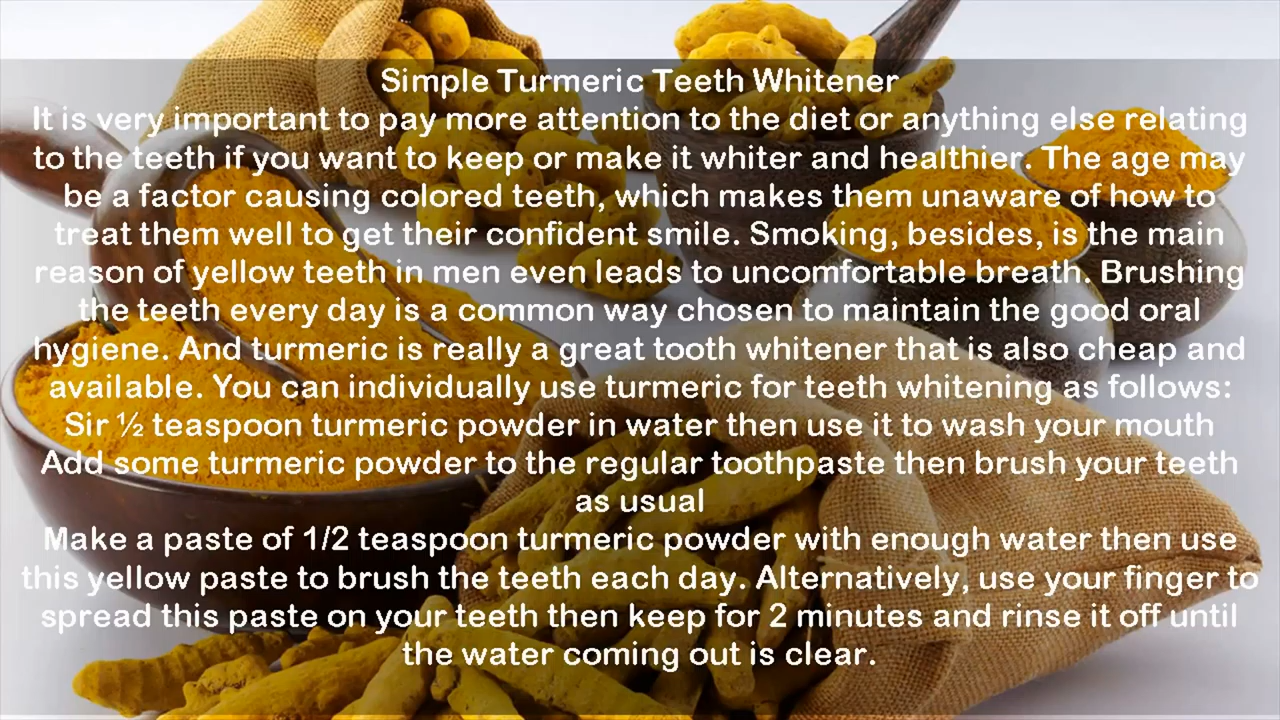 Simple Turmeric Teeth Whitener
It is very important to pay more attention to the diet or anything else relating
to the teeth if you want to keep or make it whiter and healthier. The age may
be a factor causing colored teeth, which makes them unaware of how to
treat them well to get their confident smile. Smoking, besides, is the main
reason of yellow teeth in men even leads to uncomfortable breath. Brushing
the teeth every day is a common way chosen to maintain the good oral
hygiene. And turmeric is really a great tooth whitener that is also cheap and
available. You can individually use turmeric for teeth whitening as follows:
Sir ½ teaspoon turmeric powder in water then use it to wash your mouth
Add some turmeric powder to the regular toothpaste then brush your teeth
as usual
Make a paste of 1/2 teaspoon turmeric powder with enough water then use
this yellow paste to brush the teeth each day. Alternatively, use your finger to
spread this paste on your teeth then keep for 2 minutes and rinse it off until
the water coming out is clear.